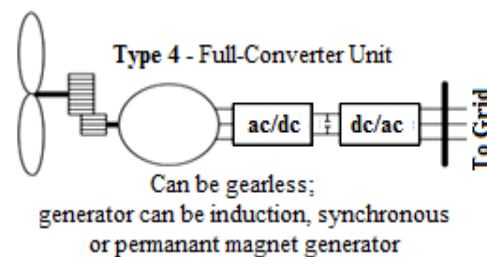 Type 4 - Full-Converter Unit
ac/dc
dc/ac
To Grid
Can be gearless;
generator can be induction, synchronous
or permanant magnet generator